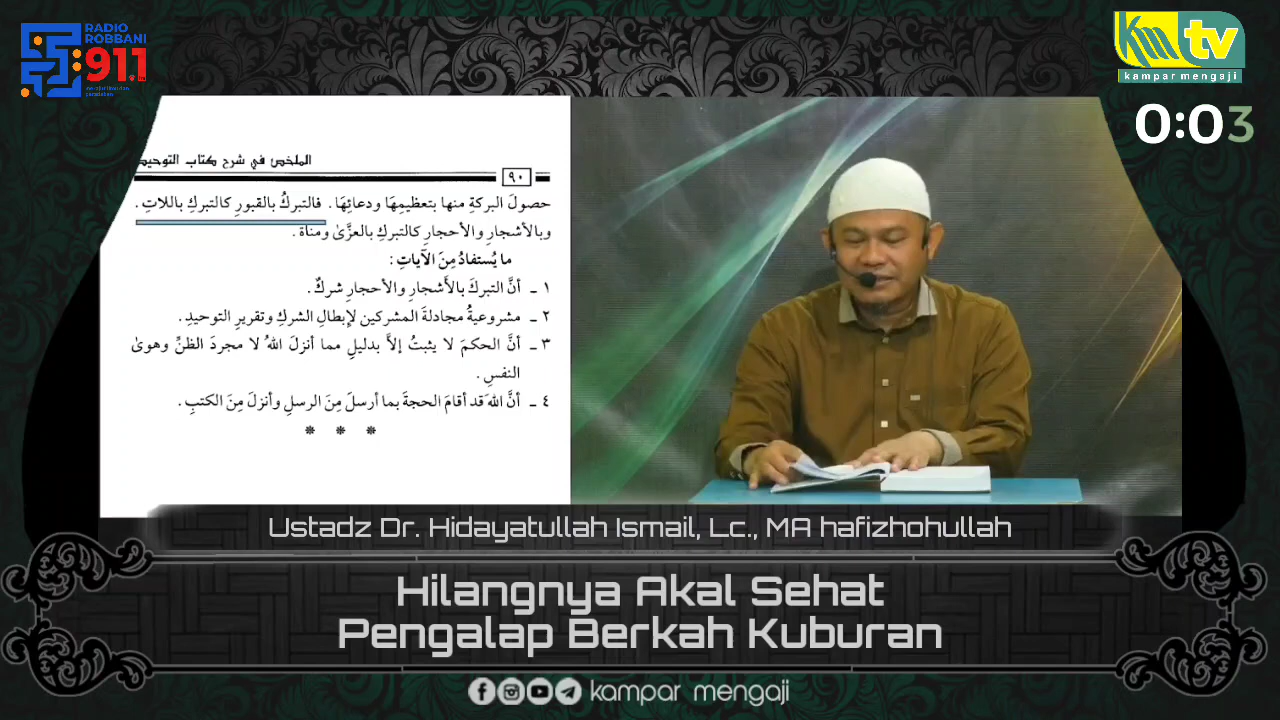 RADIO
ROBBANI
91.1
KM tv
kampar mengaji
0:03
الملخص في شرح كتاب التوحيد
٩٠
حصولَ البركةِ منها بتعظيمِهَا ودعائِهَا . فالتبركُ بالقبورِ كالتبركِ باللاتِ .
وبالأشجارِ والأحجارِ كالتبركِ بالعزَّىٰ ومناةَ .
ما يُستفادُ مِنَ الآياتِ :
١ ـ أنَّ التبركَ بالأَشجارِ والأحجارِ شركٌ .
٢ ـ مشروعيةُ مجادلةَ المشركين لإبطالِ الشركِ وتقريرِ التوحيدِ .
٣ ـ أنَّ الحكمَ لا يثبتُ إلاَّ بدليلٍ مما أنزلَ اللهُ لا مجردَ الظنِّ وهوىٰ
النفسِ .
٤ ـ أنَّ اللهَ قد أقامَ الحجةَ بما أرسلَ مِنَ الرسلِ وأنزلَ مِنَ الكتبِ .
* * *
Ustadz Dr. Hidayatullah Ismail, Lc., MA hafizhohullah
Hilangnya Akal Sehat
Pengalap Berkah Kuburan
kampar mengaji